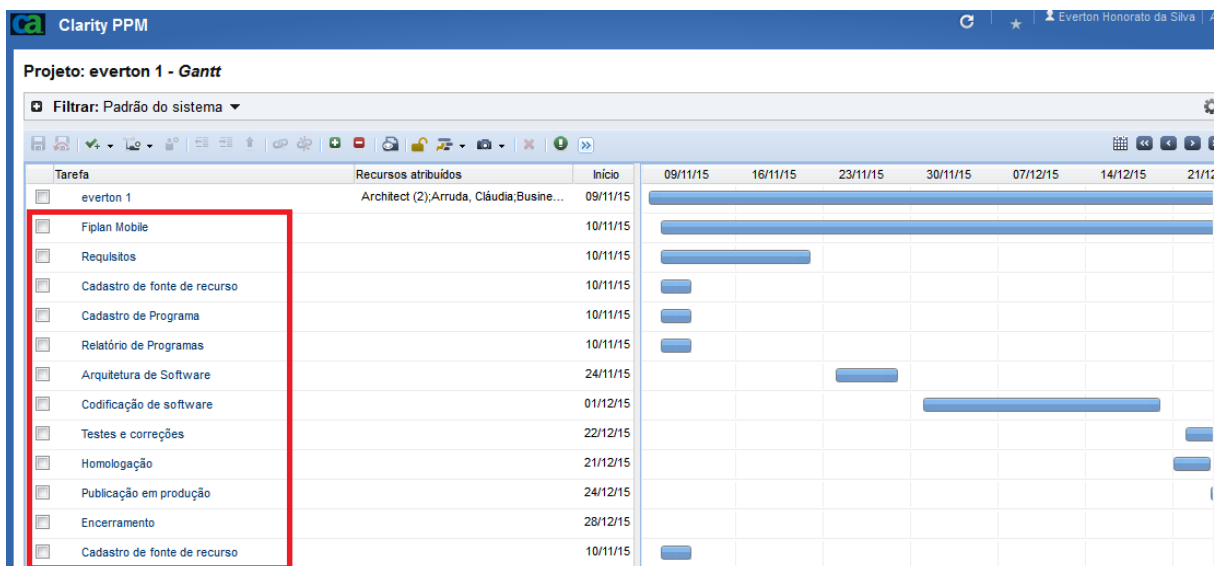 ca Clarity PPM Everton Honorato da Silva
Projeto: everton 1 - Gantt
Filtrar: Padrão do sistema
Tarefa Recursos atribuídos Início 09/11/15 16/11/15 23/11/15 30/11/15 07/12/15 14/12/15 21/12
everton 1 Architect (2);Arruda, Cláudia;Busine... 09/11/15
Fiplan Mobile 10/11/15
Requisitos 10/11/15
Cadastro de fonte de recurso 10/11/15
Cadastro de Programa 10/11/15
Relatório de Programas 10/11/15
Arquitetura de Software 24/11/15
Codificação de software 01/12/15
Testes e correções 22/12/15
Homologação 21/12/15
Publicação em produção 24/12/15
Encerramento 28/12/15
Cadastro de fonte de recurso 10/11/15